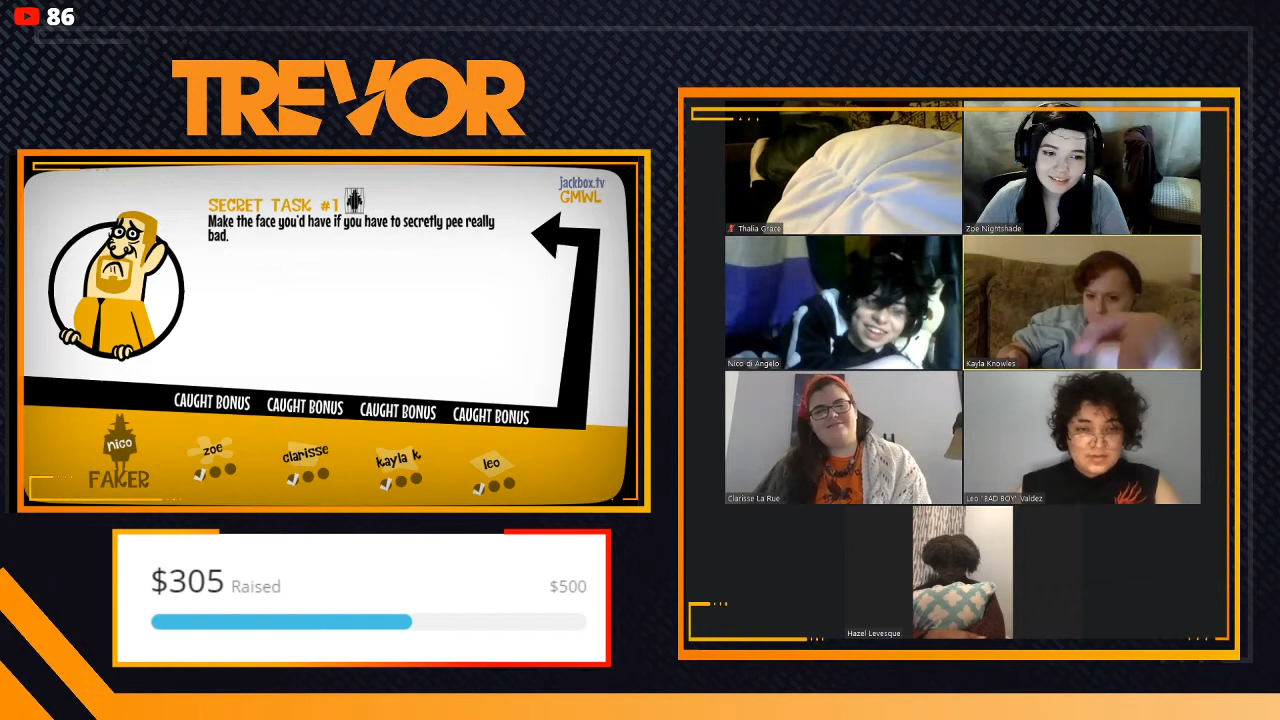 86
TREVOR
jackbox.tv
GMWL
SECRET TASK #1
Make the face you'd have if you have to secretly pee really
bad.
CAUGHT BONUS CAUGHT BONUS CAUGHT BONUS CAUGHT BONUS
nico
FAKER
zoe
clarisse
kayla k
leo
$305 Raised
$500
Thalia Grace
Zoe Nightshade
Nico di Angelo
Kayla Knowles
Clarisse La Rue
Leo "BAD BOY" Valdez
Hazel Levesque